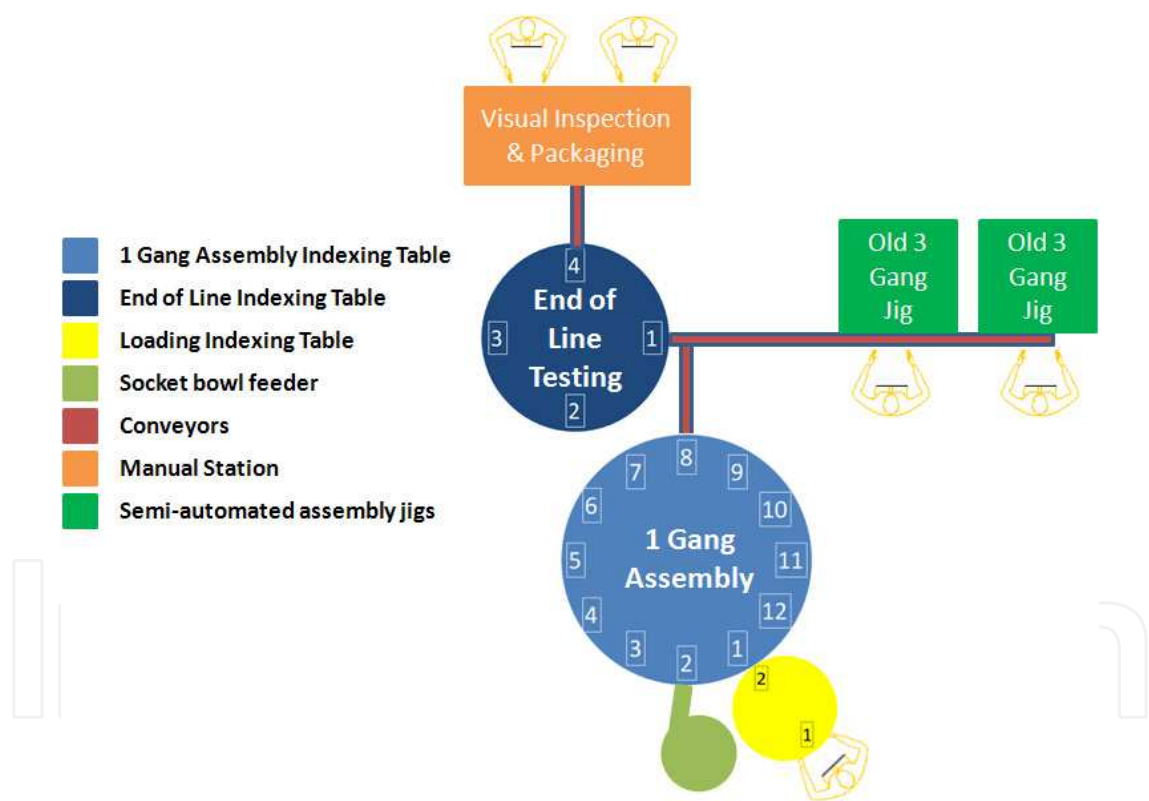 Visual Inspection
& Packaging
Old 3
Gang
Jig
Old 3
Gang
Jig
1 Gang Assembly Indexing Table
End of Line Indexing Table
Loading Indexing Table
Socket bowl feeder
Conveyors
Manual Station
Semi-automated assembly jigs
4
End of
3
Line
1
Testing
2
8
7
9
6
10
5
1 Gang
11
Assembly
4
12
3
1
2
2
1